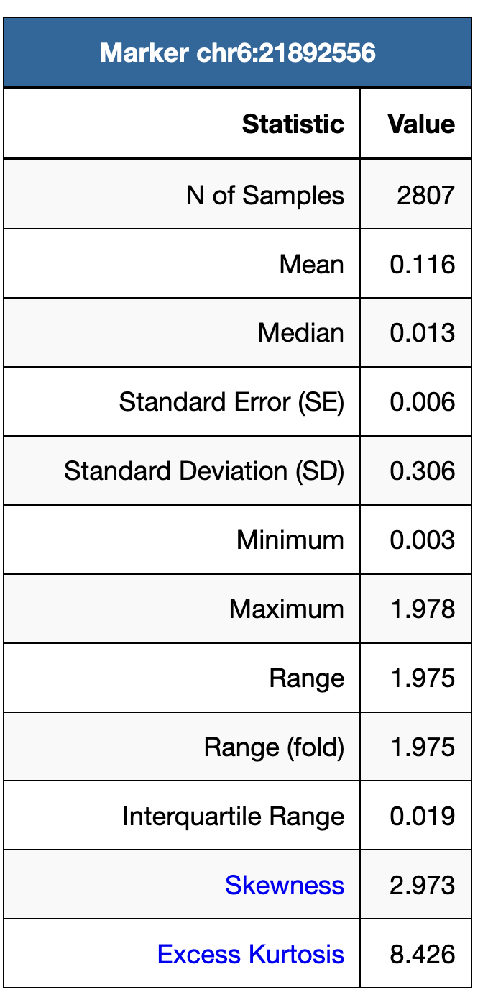 Marker chr6:21892556
Statistic Value
N of Samples 2807
Mean 0.116
Median 0.013
Standard Error (SE) 0.006
Standard Deviation (SD) 0.306
Minimum 0.003
Maximum 1.978
Range 1.975
Range (fold) 1.975
Interquartile Range 0.019
Skewness 2.973
Excess Kurtosis 8.426